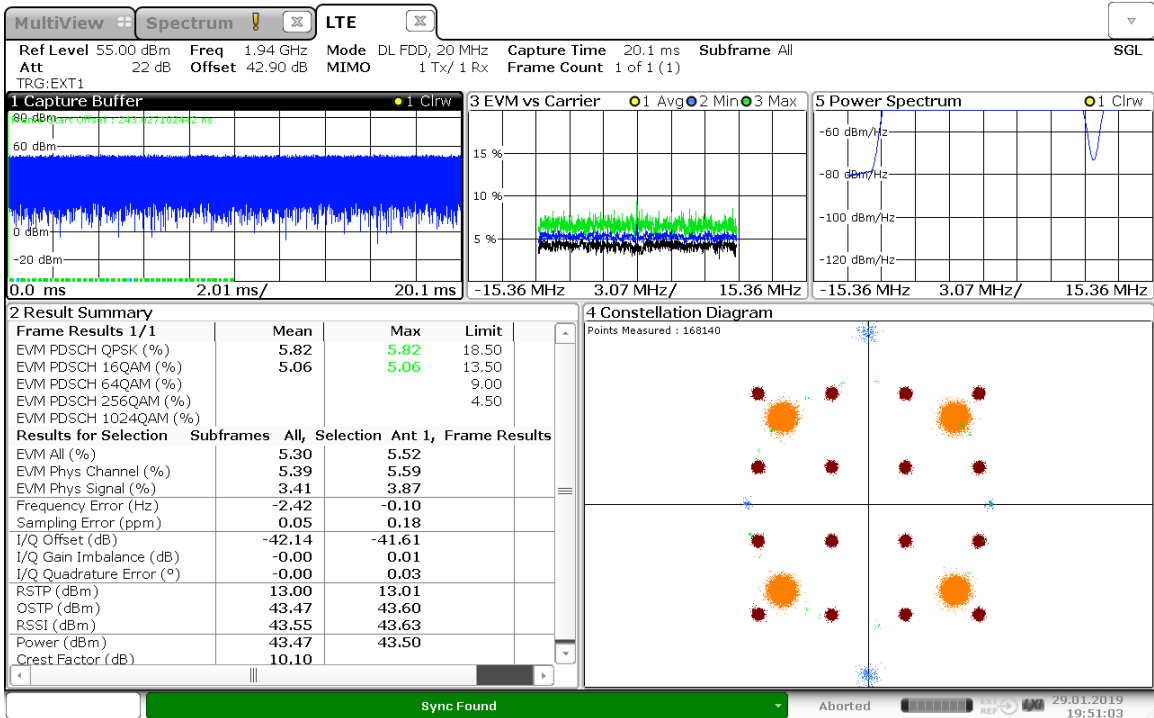 MultiView Spectrum ! LTE
Ref Level 55.00 dBm Freq 1.94 GHz Mode DL FDD, 20 MHz Capture Time 20.1 ms Subframe All SGL
Att 22 dB Offset 42.90 dB MIMO 1 Tx/ 1 Rx Frame Count 1 of 1 (1)
TRG:EXT1
1 Capture Buffer 1 Clrw
80 dBm
Frame Start Offset : 243.027102442 ns
60 dBm
0 dBm
-20 dBm
0.0 ms 2.01 ms/ 20.1 ms
3 EVM vs Carrier 1 Avg 2 Min 3 Max
15 %
10 %
5 %
-15.36 MHz 3.07 MHz/ 15.36 MHz
5 Power Spectrum 1 Clrw
-60 dBm/Hz
-80 dBm/Hz
-100 dBm/Hz
-120 dBm/Hz
-15.36 MHz 3.07 MHz/ 15.36 MHz
2 Result Summary
Frame Results 1/1 Mean Max Limit
EVM PDSCH QPSK (%) 5.82 5.82 18.50
EVM PDSCH 16QAM (%) 5.06 5.06 13.50
EVM PDSCH 64QAM (%) 9.00
EVM PDSCH 256QAM (%) 4.50
EVM PDSCH 1024QAM (%)
Results for Selection Subframes All, Selection Ant 1, Frame Results
EVM All (%) 5.30 5.52
EVM Phys Channel (%) 5.39 5.59
EVM Phys Signal (%) 3.41 3.87
Frequency Error (Hz) -2.42 -0.10
Sampling Error (ppm) 0.05 0.18
I/Q Offset (dB) -42.14 -41.61
I/Q Gain Imbalance (dB) -0.00 0.01
I/Q Quadrature Error (°) -0.00 0.03
RSTP (dBm) 13.00 13.01
OSTP (dBm) 43.47 43.60
RSSI (dBm) 43.55 43.63
Power (dBm) 43.47 43.50
Crest Factor (dB) 10.10
4 Constellation Diagram
Points Measured : 168140
Sync Found
Aborted
EXT
REF
LXI
29.01.2019
19:51:03